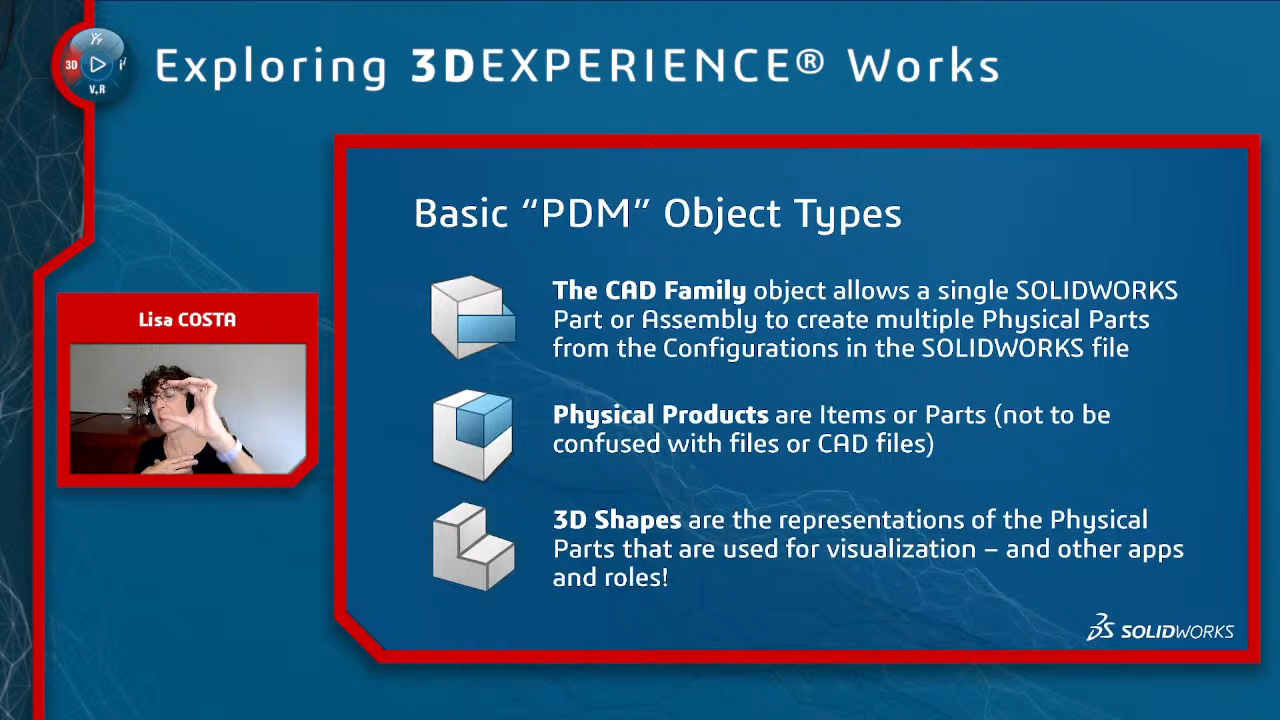 3D
V,R
Exploring 3DEXPERIENCE® Works
Lisa COSTA
Basic “PDM” Object Types
The CAD Family object allows a single SOLIDWORKS
Part or Assembly to create multiple Physical Parts
from the Configurations in the SOLIDWORKS file
Physical Products are Items or Parts (not to be
confused with files or CAD files)
3D Shapes are the representations of the Physical
Parts that are used for visualization – and other apps
and roles!
SOLIDWORKS